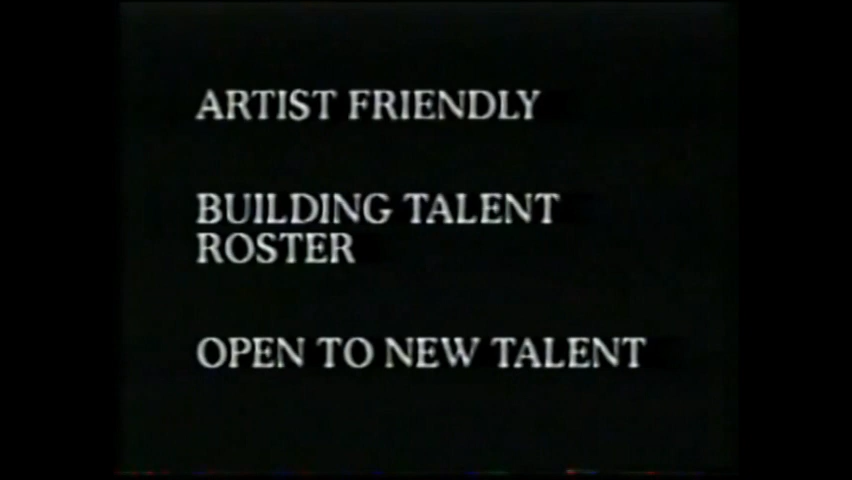 ARTIST FRIENDLY
BUILDING TALENT
ROSTER
OPEN TO NEW TALENT